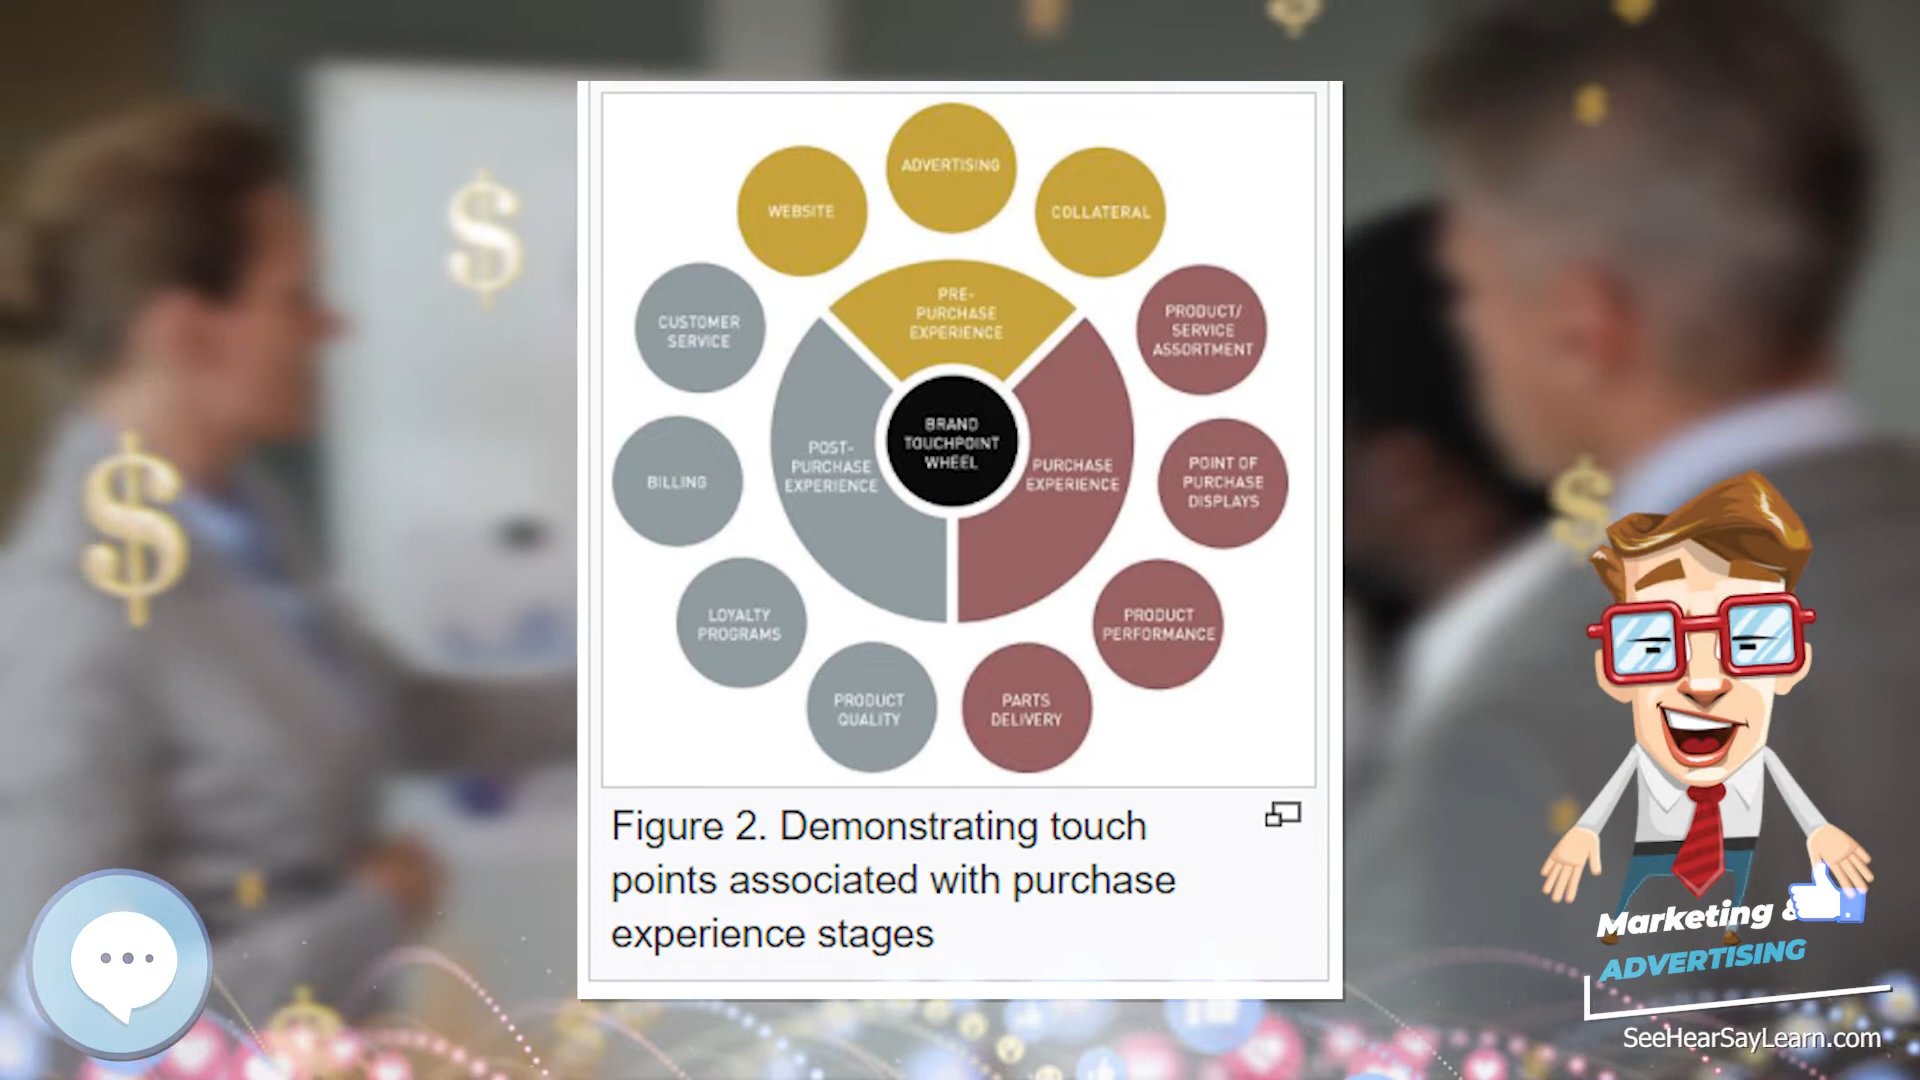 ADVERTISING
WEBSITE
COLLATERAL
PRE-
PURCHASE
EXPERIENCE
CUSTOMER
SERVICE
PRODUCT/
SERVICE
ASSORTMENT
BRAND
TOUCHPOINT
WHEEL
POST-
PURCHASE
EXPERIENCE
PURCHASE
EXPERIENCE
BILLING
POINT OF
PURCHASE
DISPLAYS
LOYALTY
PROGRAMS
PRODUCT
PERFORMANCE
PRODUCT
QUALITY
PARTS
DELIVERY
Figure 2. Demonstrating touch
points associated with purchase
experience stages
Marketing &
ADVERTISING
SeeHearSayLearn.com